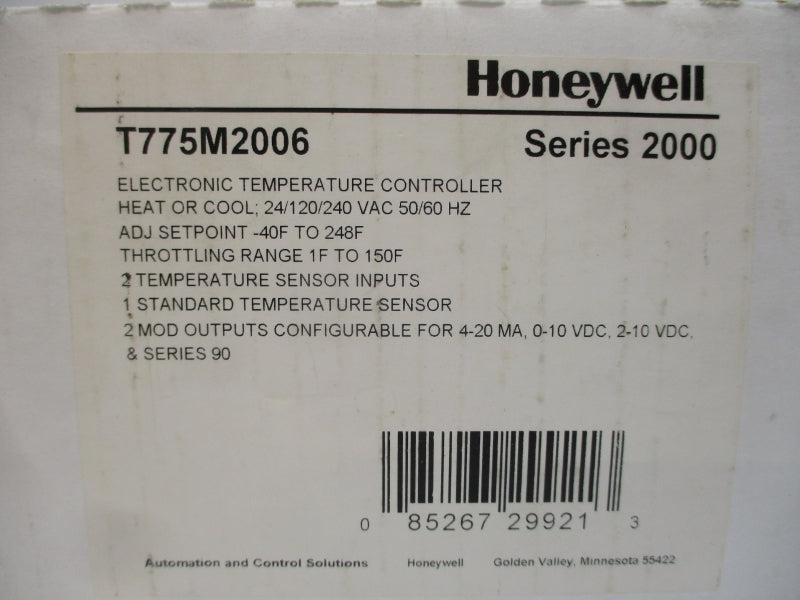 Honeywell
T775M2006 Series 2000
ELECTRONIC TEMPERATURE CONTROLLER
HEAT OR COOL; 24/120/240 VAC 50/60 HZ
ADJ SETPOINT -40F TO 248F
THROTTLING RANGE 1F TO 150F
2 TEMPERATURE SENSOR INPUTS
1 STANDARD TEMPERATURE SENSOR
2 MOD OUTPUTS CONFIGURABLE FOR 4-20 MA, 0-10 VDC, 2-10 VDC,
& SERIES 90
0 85267 29921 3
Automation and Control Solutions Honeywell Golden Valley, Minnesota 55422